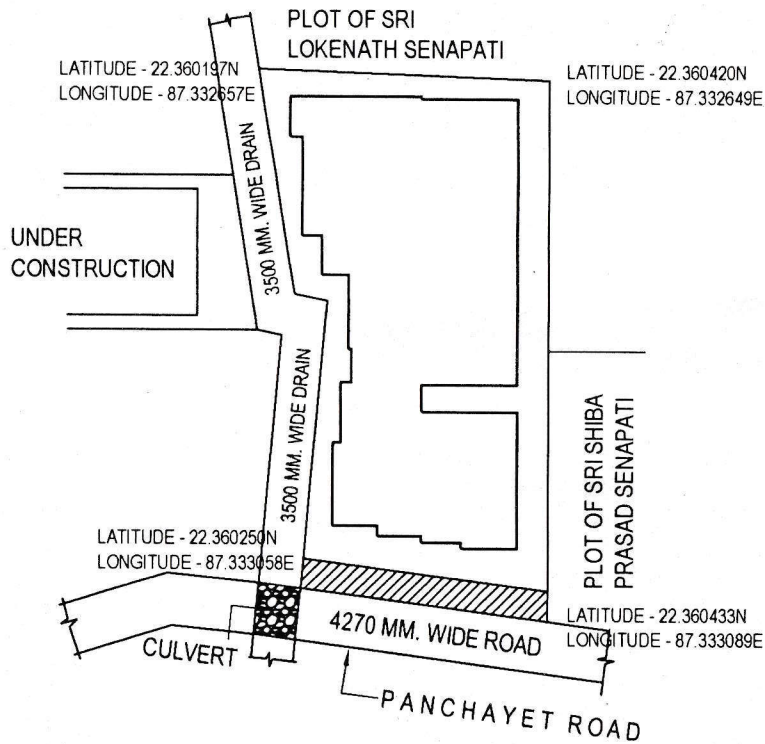 PLOT OF SRI
LOKENATH SENAPATI
LATITUDE - 22.360197N
LONGITUDE - 87.332657E
LATITUDE - 22.360420N
LONGITUDE - 87.332649E
3500 MM. WIDE DRAIN
UNDER
CONSTRUCTION
3500 MM. WIDE DRAIN
PLOT OF SRI SHIBA
PRASAD SENAPATI
LATITUDE - 22.360250N
LONGITUDE - 87.333058E
LATITUDE - 22.360433N
LONGITUDE - 87.333089E
4270 MM. WIDE ROAD
CULVERT
PANCHAYET ROAD